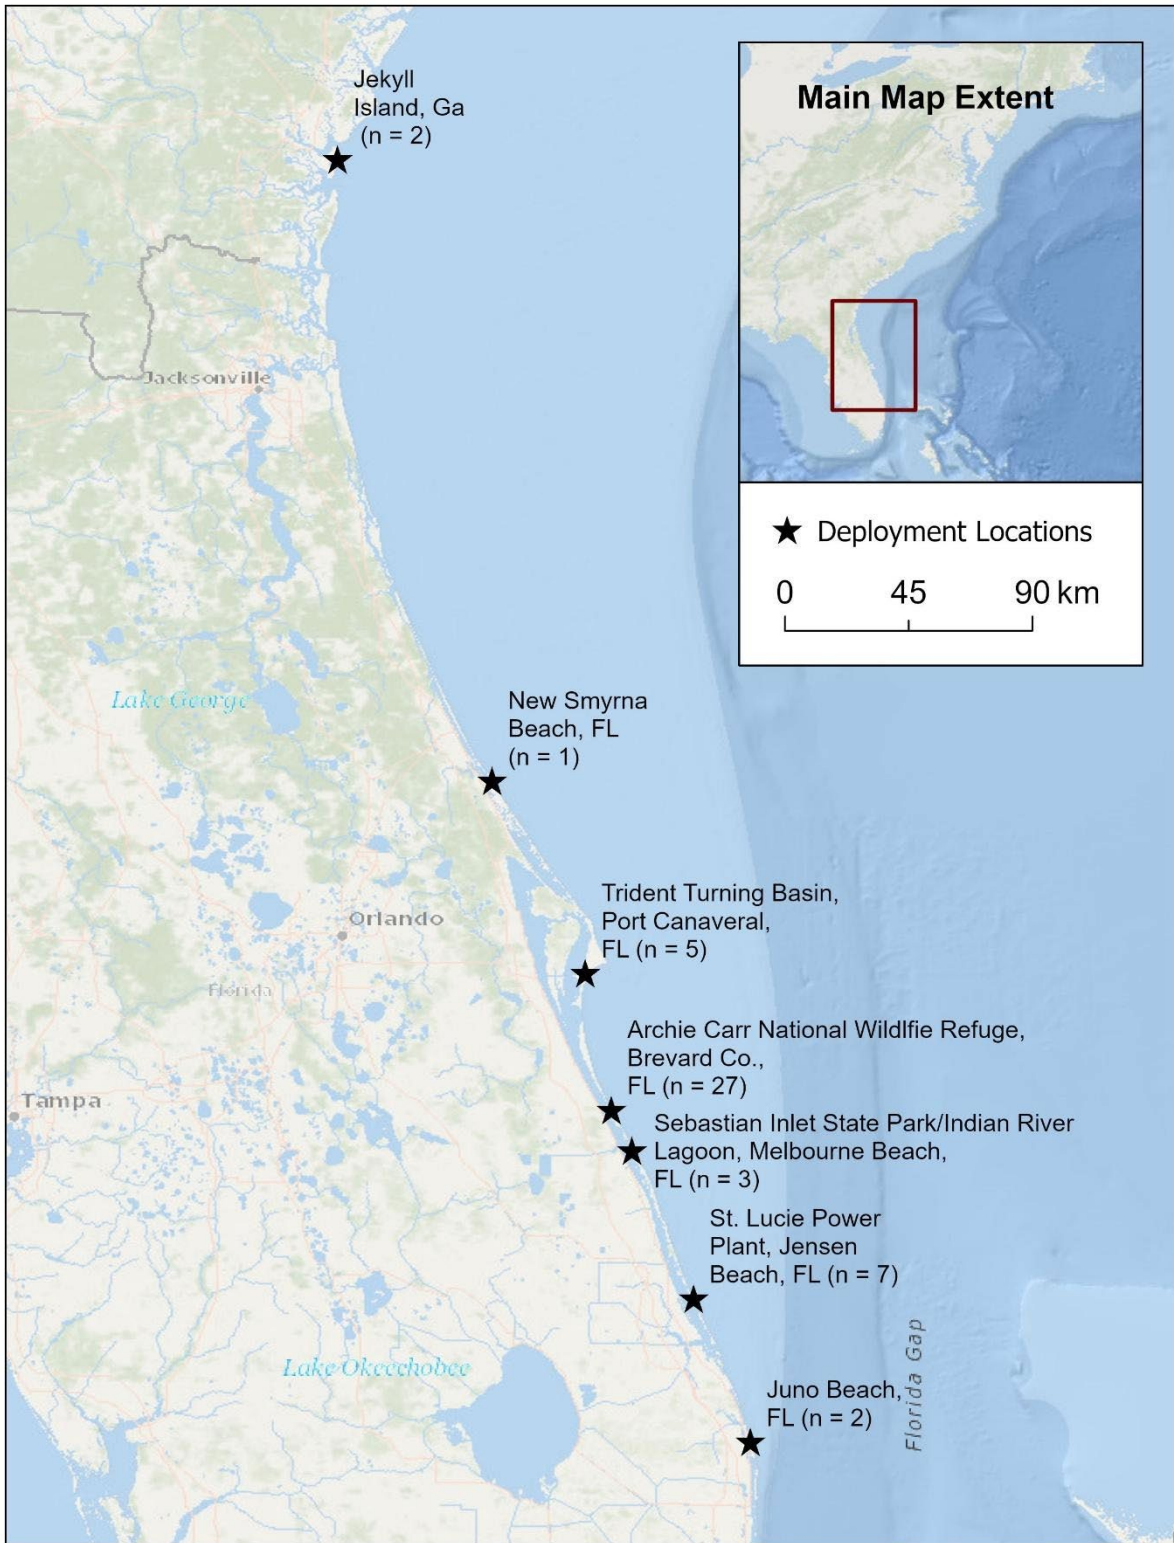 Jekyll
Island, Ga
(n = 2)
Main Map Extent
Jacksonville
★ Deployment Locations
0 45 90 km
Lake George
New Smyrna
Beach, FL
(n = 1)
Trident Turning Basin,
Port Canaveral,
FL (n = 5)
Orlando
Florida
Archie Carr National Wildlfie Refuge,
Brevard Co.,
FL (n = 27)
Tampa
Sebastian Inlet State Park/Indian River
Lagoon, Melbourne Beach,
FL (n = 3)
St. Lucie Power
Plant, Jensen
Beach, FL (n = 7)
Lake Okeechobee
Florida Gap
Juno Beach,
FL (n = 2)